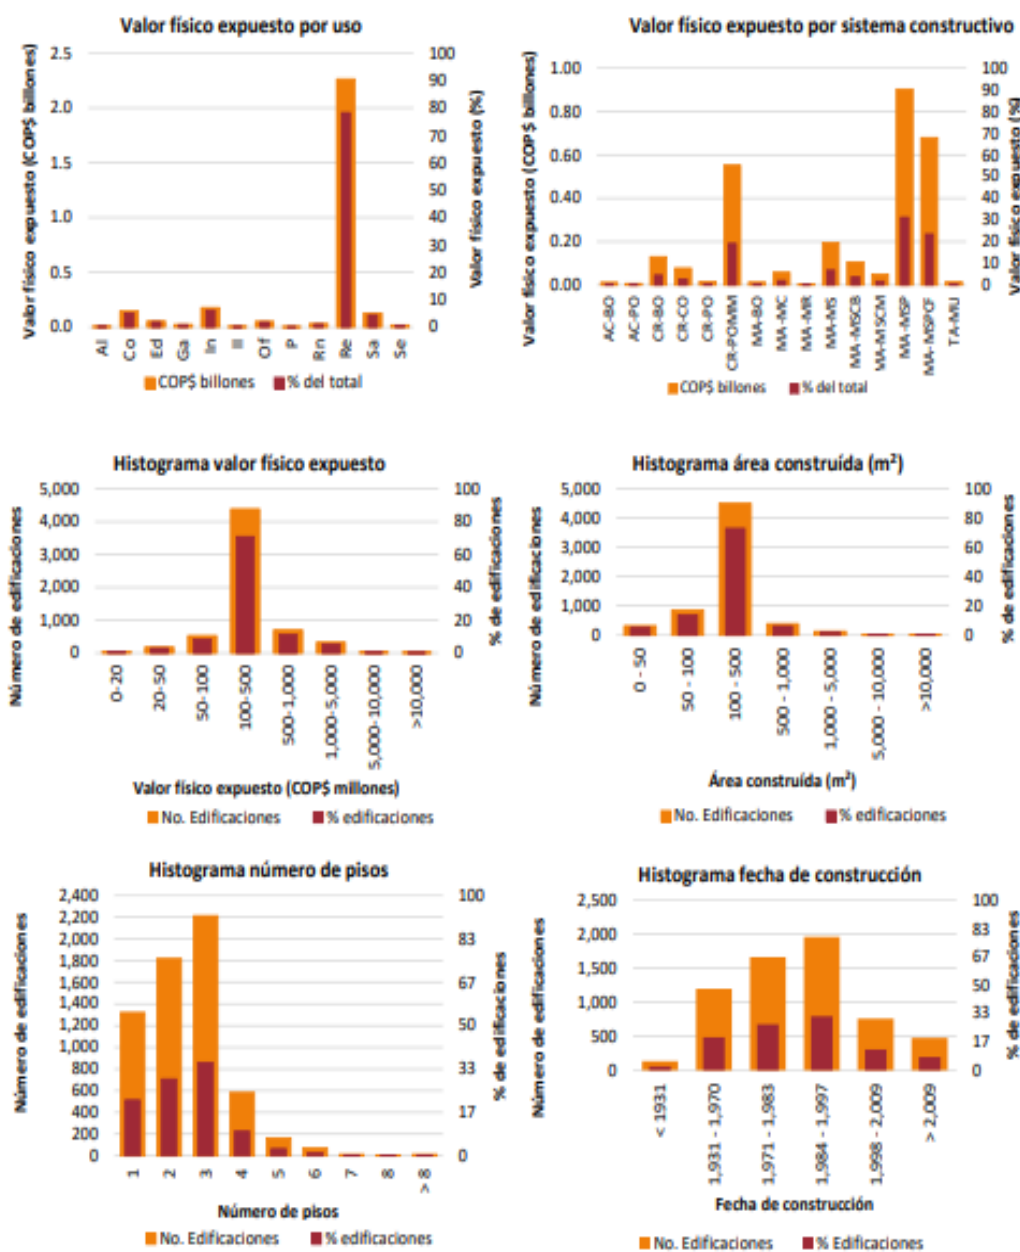 Valor físico expuesto por uso
Valor físico expuesto (COP$ billones)
2.5
2.0
1.5
1.0
0.5
0.0
100
90
80
70
60
50
40
30
20
10
0
Valor físico expuesto (%)
Al Co Ed Ga In Il Of P Rn Re Sa Se
COP$ billones % del total
Valor físico expuesto por sistema constructivo
Valor físico expuesto (COP$ billones)
1.00
0.80
0.60
0.40
0.20
0.00
100
90
80
70
60
50
40
30
20
10
0
Valor físico expuesto (%)
AC-BO AC-PO CR-BO CR-CO CR-PO CR-POMM MA-BO MA-MC MA-MR MA-MS MA-MSCB MA-MSCM MA-MSP MA-MSPCF TA-MU
COP$ billones % del total
Histograma valor físico expuesto
Número de edificaciones
5,000
4,000
3,000
2,000
1,000
0
100
80
60
40
20
0
% de edificaciones
0-20 20-50 50-100 100-500 500-1,000 1,000-5,000 5,000-10,000 >10,000
Valor físico expuesto (COP$ millones)
No. Edificaciones % edificaciones
Histograma área construída (m²)
Número de edificaciones
5,000
4,000
3,000
2,000
1,000
0
100
80
60
40
20
0
% de edificaciones
0 - 50 50 - 100 100 - 500 500 - 1,000 1,000 - 5,000 5,000 - 10,000 >10,000
Área construída (m²)
No. Edificaciones % edificaciones
Histograma número de pisos
Número de edificaciones
2,400
2,200
2,000
1,800
1,600
1,400
1,200
1,000
800
600
400
200
0
100
83
67
50
33
17
0
% de edificaciones
1 2 3 4 5 6 7 8 > 8
Número de pisos
No. Edificaciones % edificaciones
Histograma fecha de construcción
Número de edificaciones
2,500
2,000
1,500
1,000
500
0
100
83
67
50
33
17
0
% de edificaciones
< 1931 1,931 - 1,970 1,971 - 1,983 1,984 - 1,997 1,998 - 2,009 > 2,009
Fecha de construcción
No. Edificaciones % Edificaciones